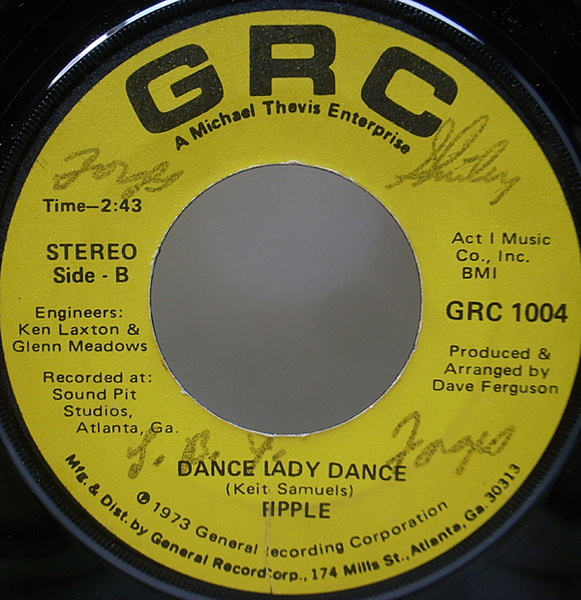 GRC
A Michael Thevis Enterprise
Shirley
Time—2:43
STEREO
Side - B
Act I Music
Co., Inc.
BMI
GRC 1004
Engineers:
Ken Laxton &
Glenn Meadows
Produced &
Arranged by
Dave Ferguson
Recorded at:
Sound Pit
Studios,
Atlanta, Ga.
DANCE LADY DANCE
(Keit Samuels)
RIPPLE
℗ 1973 General Recording Corporation
Mfg. & Dist. by General Record Corp., 174 Mills St., Atlanta, Ga. 30313